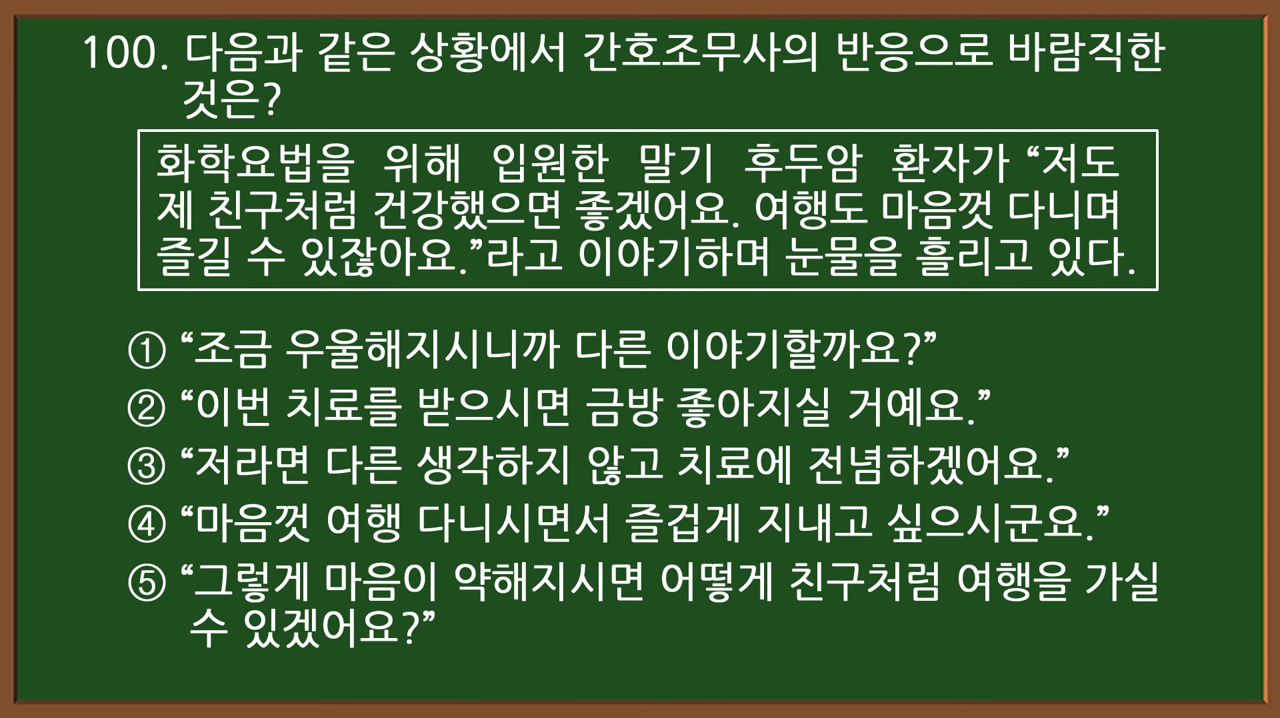 100. 다음과 같은 상황에서 간호조무사의 반응으로 바람직한
것은?
화학요법을 위해 입원한 말기 후두암 환자가 “저도
제 친구처럼 건강했으면 좋겠어요. 여행도 마음껏 다니며
즐길 수 있잖아요.”라고 이야기하며 눈물을 흘리고 있다.
① “조금 우울해지시니까 다른 이야기할까요?”
② “이번 치료를 받으시면 금방 좋아지실 거예요.”
③ “저라면 다른 생각하지 않고 치료에 전념하겠어요.”
④ “마음껏 여행 다니시면서 즐겁게 지내고 싶으시군요.”
⑤ “그렇게 마음이 약해지시면 어떻게 친구처럼 여행을 가실
수 있겠어요?”